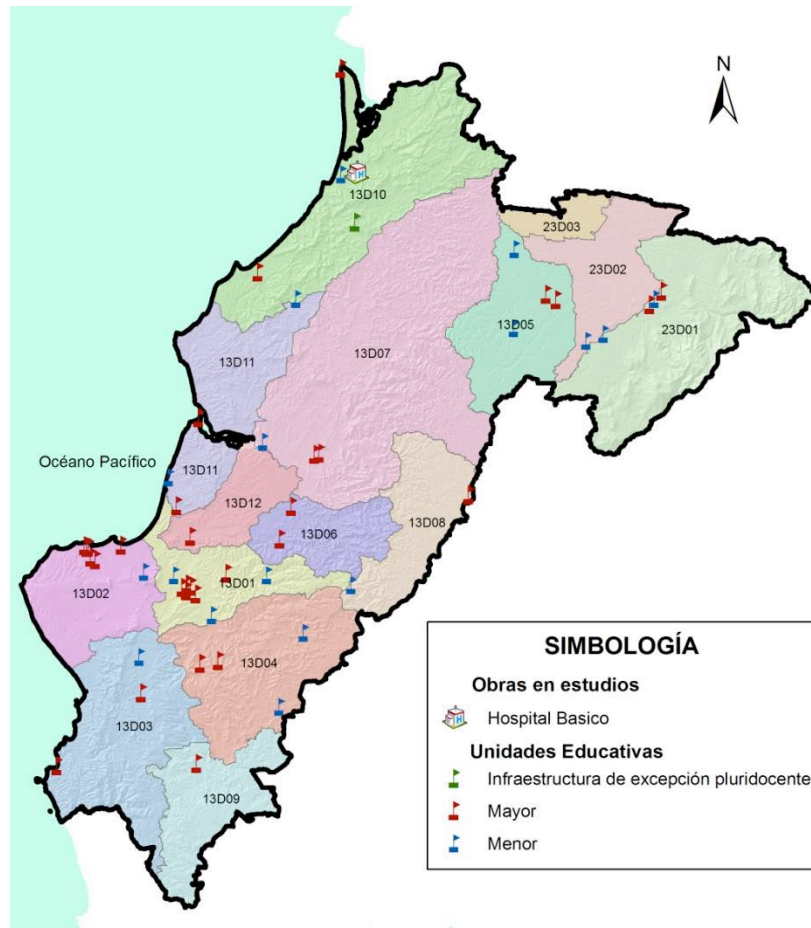 N
13D10
23D03
23D02
13D05
23D01
13D07
13D11
Océano Pacífico
13D11
13D12
13D08
13D06
13D01
13D02
13D04
13D03
13D09
SIMBOLOGÍA
Obras en estudios
H
Hospital Basico
Unidades Educativas
Infraestructura de excepción pluridocente
Mayor
Menor